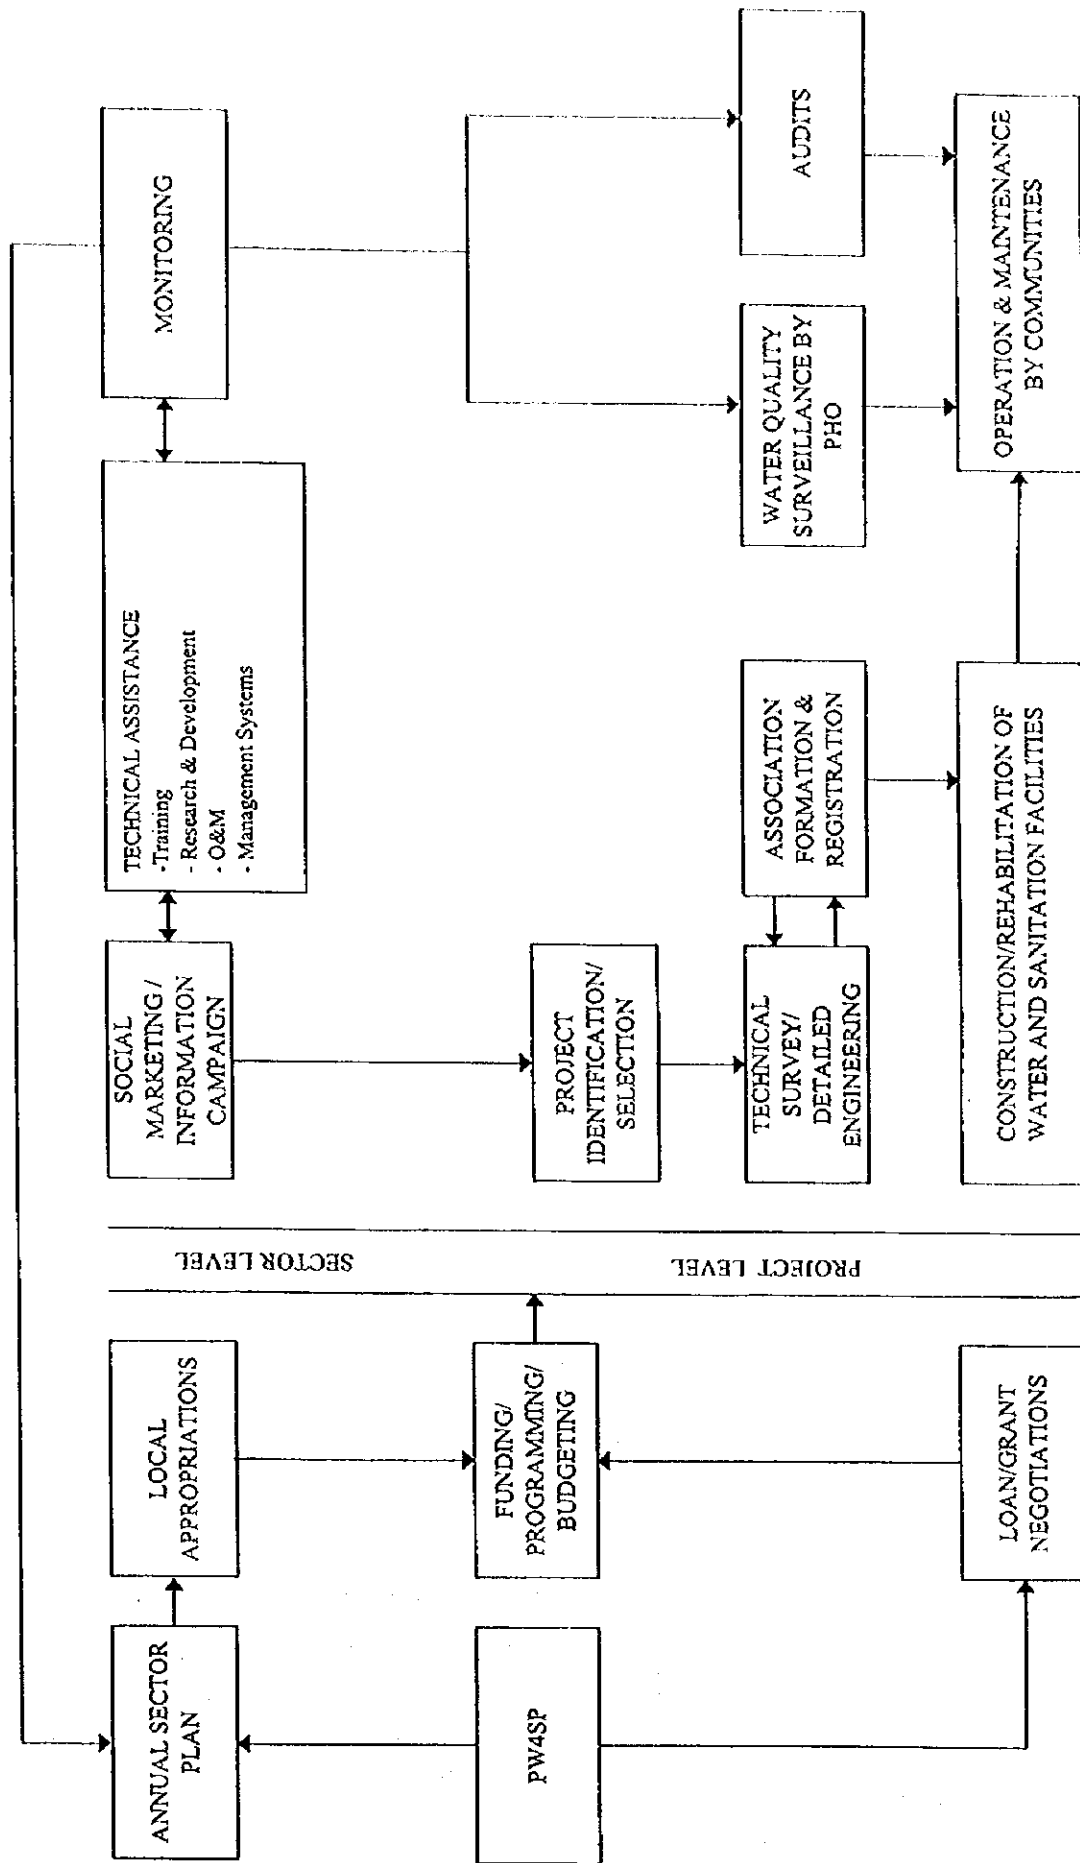 ANNUAL SECTOR
PLAN
LOCAL
APPROPRIATIONS
PW4SP
FUNDING/
PROGRAMMING/
BUDGETING
LOAN/GRANT
NEGOTIATIONS
SECTOR LEVEL
PROJECT LEVEL
SOCIAL
MARKETING/
INFORMATION
CAMPAIGN
TECHNICAL ASSISTANCE
- Training
- Research & Development
- O&M
- Management Systems
MONITORING
PROJECT
IDENTIFICATION/
SELECTION
TECHNICAL
SURVEY/
DETAILED
ENGINEERING
ASSOCIATION
FORMATION &
REGISTRATION
WATER QUALITY
SURVEILLANCE BY
PHO
AUDITS
CONSTRUCTION/REHABILITATION OF
WATER AND SANITATION FACILITIES
OPERATION & MAINTENANCE
BY COMMUNITIES